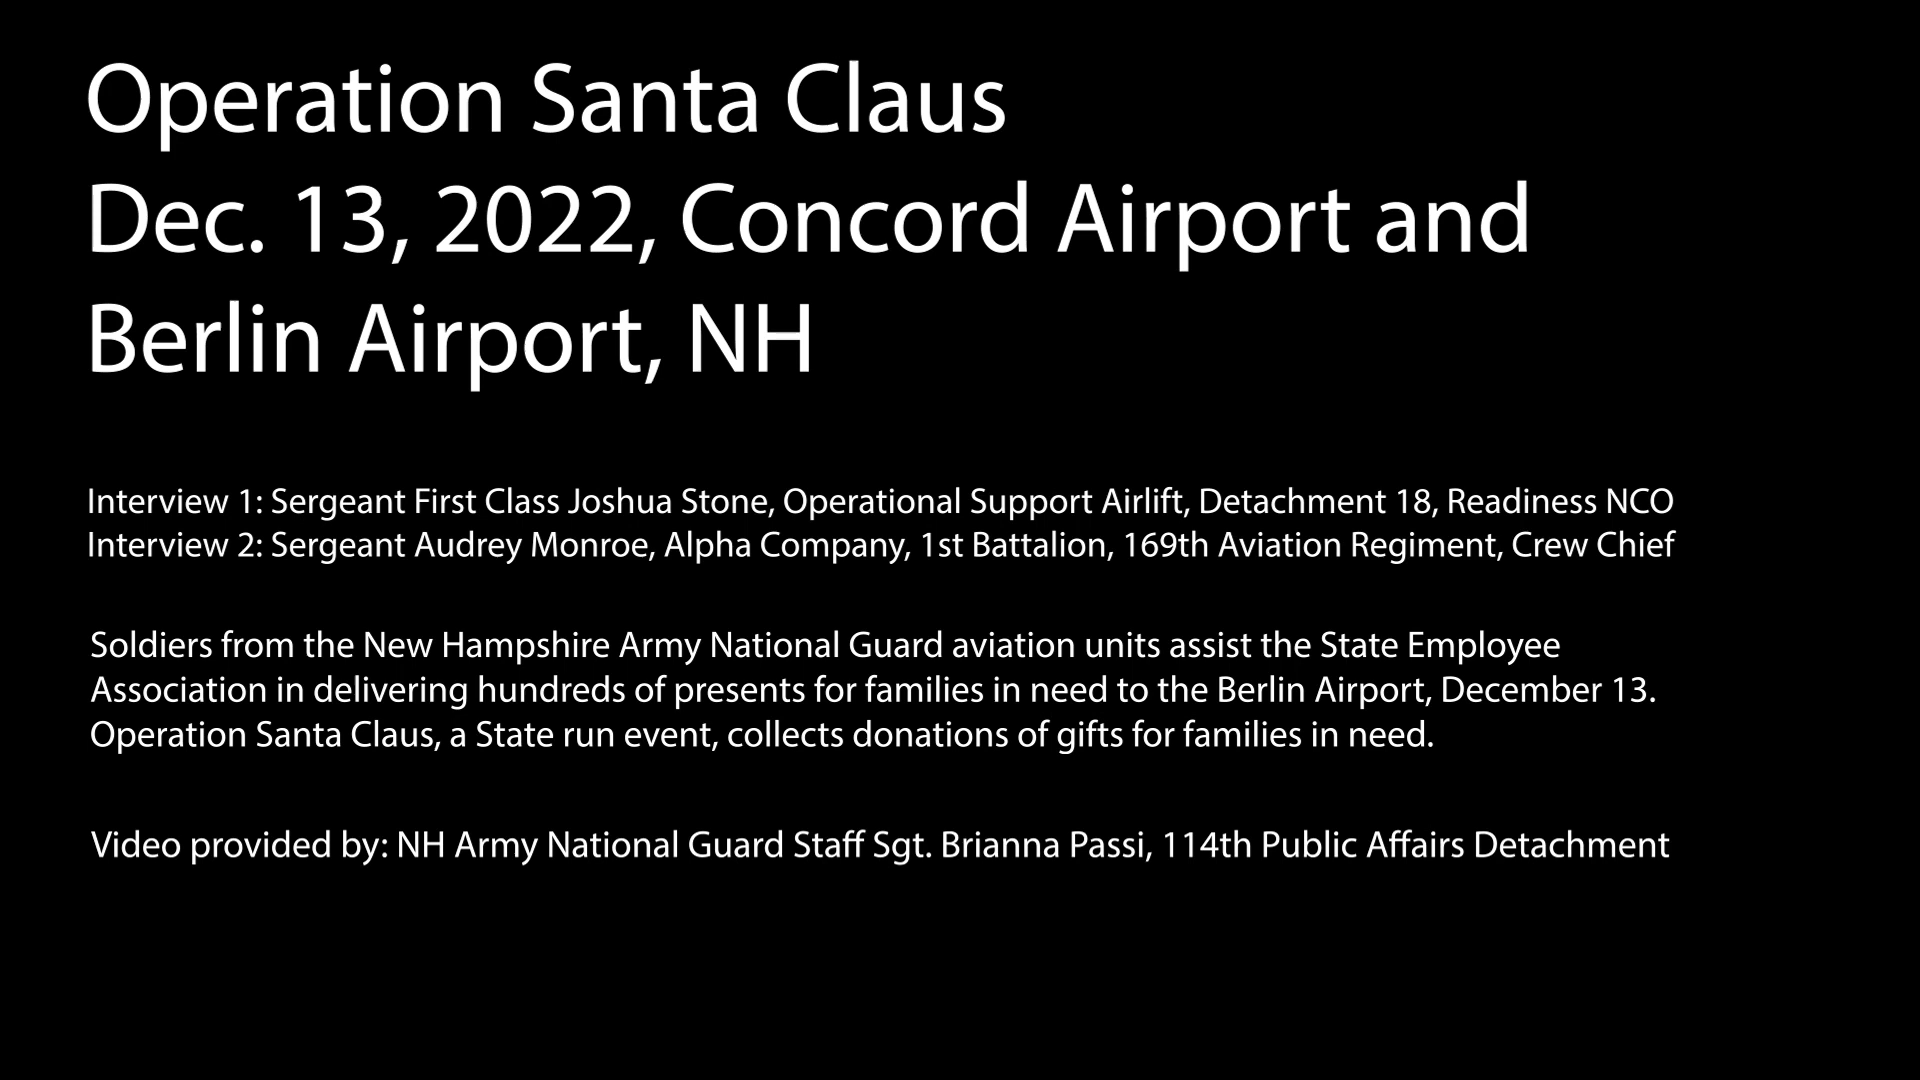 Operation Santa Claus
Dec. 13, 2022, Concord Airport and
Berlin Airport, NH
Interview 1: Sergeant First Class Joshua Stone, Operational Support Airlift, Detachment 18, Readiness NCO
Interview 2: Sergeant Audrey Monroe, Alpha Company, 1st Battalion, 169th Aviation Regiment, Crew Chief
Soldiers from the New Hampshire Army National Guard aviation units assist the State Employee
Association in delivering hundreds of presents for families in need to the Berlin Airport, December 13.
Operation Santa Claus, a State run event, collects donations of gifts for families in need.
Video provided by: NH Army National Guard Staff Sgt. Brianna Passi, 114th Public Affairs Detachment